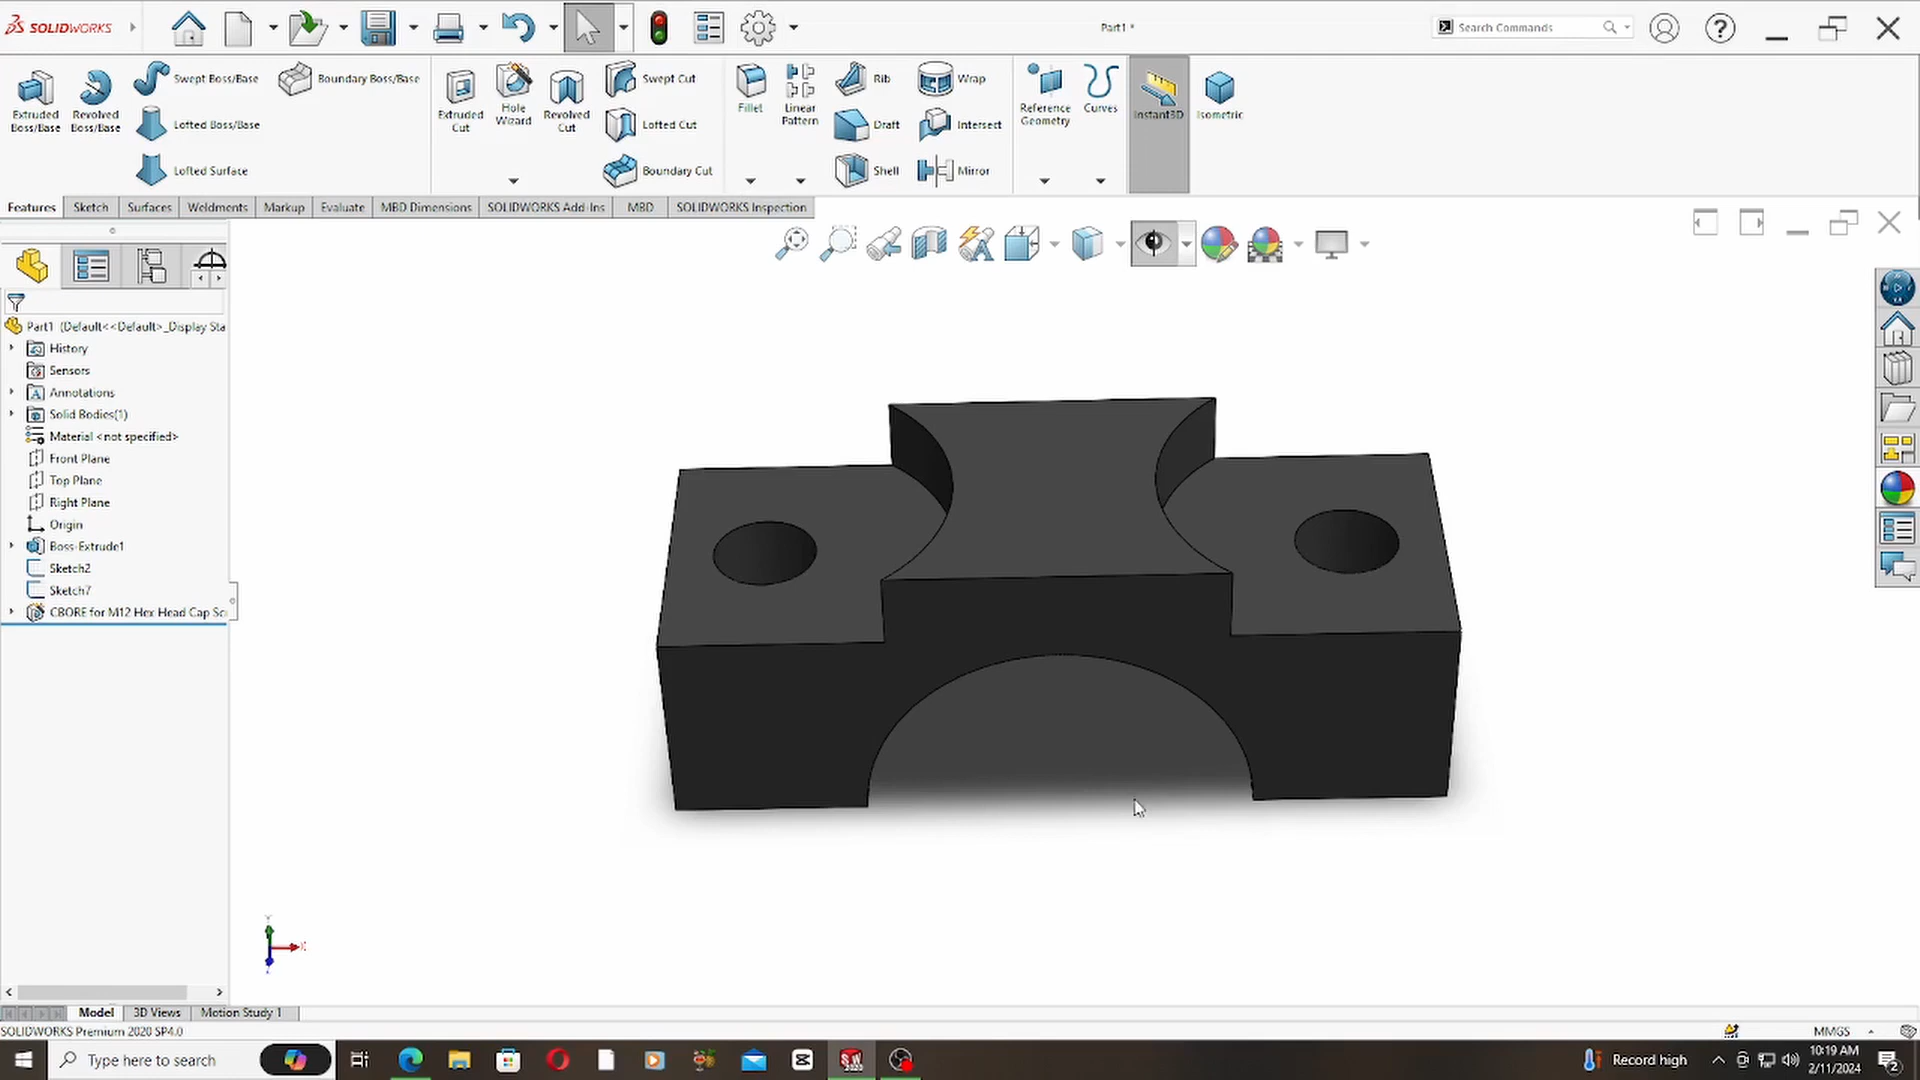 SOLIDWORKS
Part1 *
Search Commands
Extruded Boss/Base
Revolved Boss/Base
Swept Boss/Base
Lofted Boss/Base
Lofted Surface
Boundary Boss/Base
Extruded Cut
Hole Wizard
Revolved Cut
Swept Cut
Lofted Cut
Boundary Cut
Fillet
Linear Pattern
Rib
Draft
Shell
Wrap
Intersect
Mirror
Reference Geometry
Curves
Instant3D
Isometric
Features
Sketch
Surfaces
Weldments
Markup
Evaluate
MBD Dimensions
SOLIDWORKS Add-Ins
MBD
SOLIDWORKS Inspection
Part1 (Default<<Default>_Display Sta
History
Sensors
Annotations
Solid Bodies(1)
Material <not specified>
Front Plane
Top Plane
Right Plane
Origin
Boss-Extrude1
Sketch2
Sketch7
CBORE for M12 Hex Head Cap Sc
Model
3D Views
Motion Study 1
SOLIDWORKS Premium 2020 SP4.0
MMGS
Type here to search
Record high
10:19 AM
2/11/2024
2